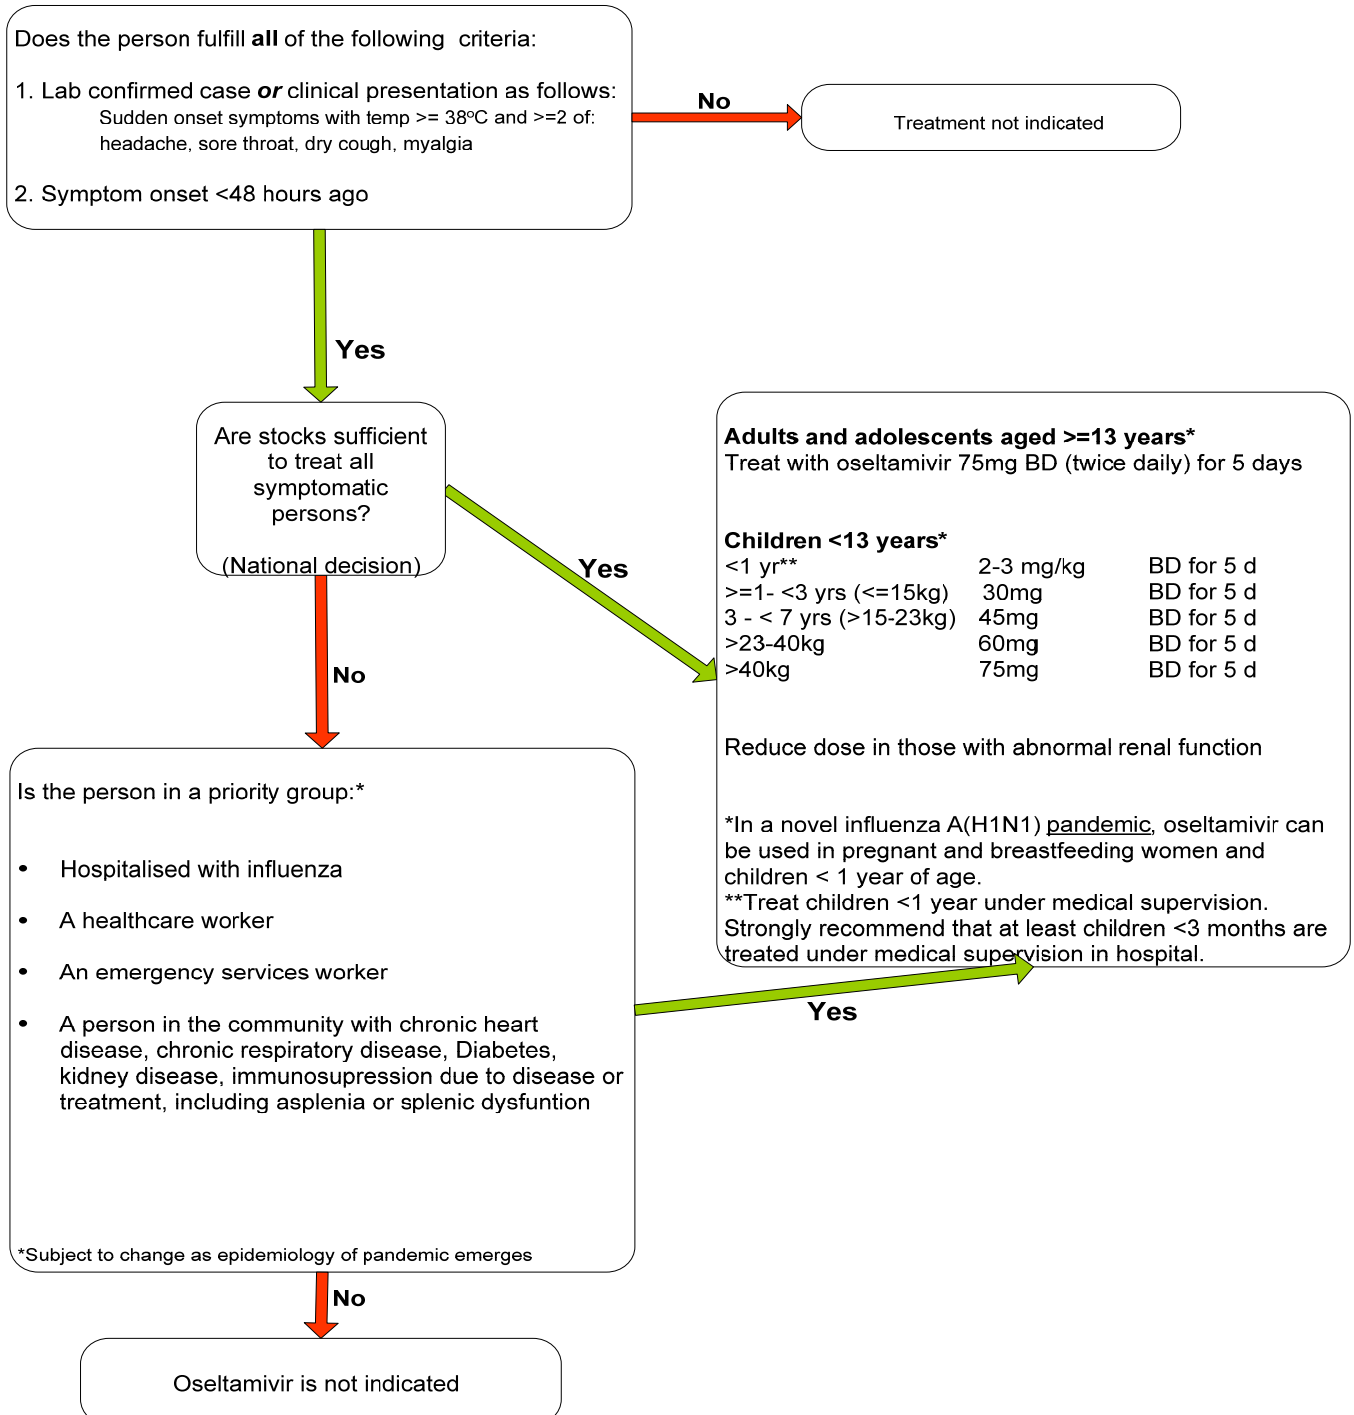 Does the person fulfill all of the following criteria:
1. Lab confirmed case or clinical presentation as follows:
Sudden onset symptoms with temp >= 38ºC and >=2 of:
headache, sore throat, dry cough, myalgia
2. Symptom onset <48 hours ago
No
Treatment not indicated
Yes
Are stocks sufficient
to treat all
symptomatic
persons?
(National decision)
Yes
No
Adults and adolescents aged >=13 years*
Treat with oseltamivir 75mg BD (twice daily) for 5 days
Children <13 years*
<1 yr** 2-3 mg/kg BD for 5 d
>=1- <3 yrs (<=15kg) 30mg BD for 5 d
3 - < 7 yrs (>15-23kg) 45mg BD for 5 d
>23-40kg 60mg BD for 5 d
>40kg 75mg BD for 5 d
Reduce dose in those with abnormal renal function
*In a novel influenza A(H1N1) pandemic, oseltamivir can
be used in pregnant and breastfeeding women and
children < 1 year of age.
**Treat children <1 year under medical supervision.
Strongly recommend that at least children <3 months are
treated under medical supervision in hospital.
Is the person in a priority group:*
• Hospitalised with influenza
• A healthcare worker
• An emergency services worker
• A person in the community with chronic heart
disease, chronic respiratory disease, Diabetes,
kidney disease, immunosupression due to disease or
treatment, including asplenia or splenic dysfuntion
*Subject to change as epidemiology of pandemic emerges
Yes
No
Oseltamivir is not indicated